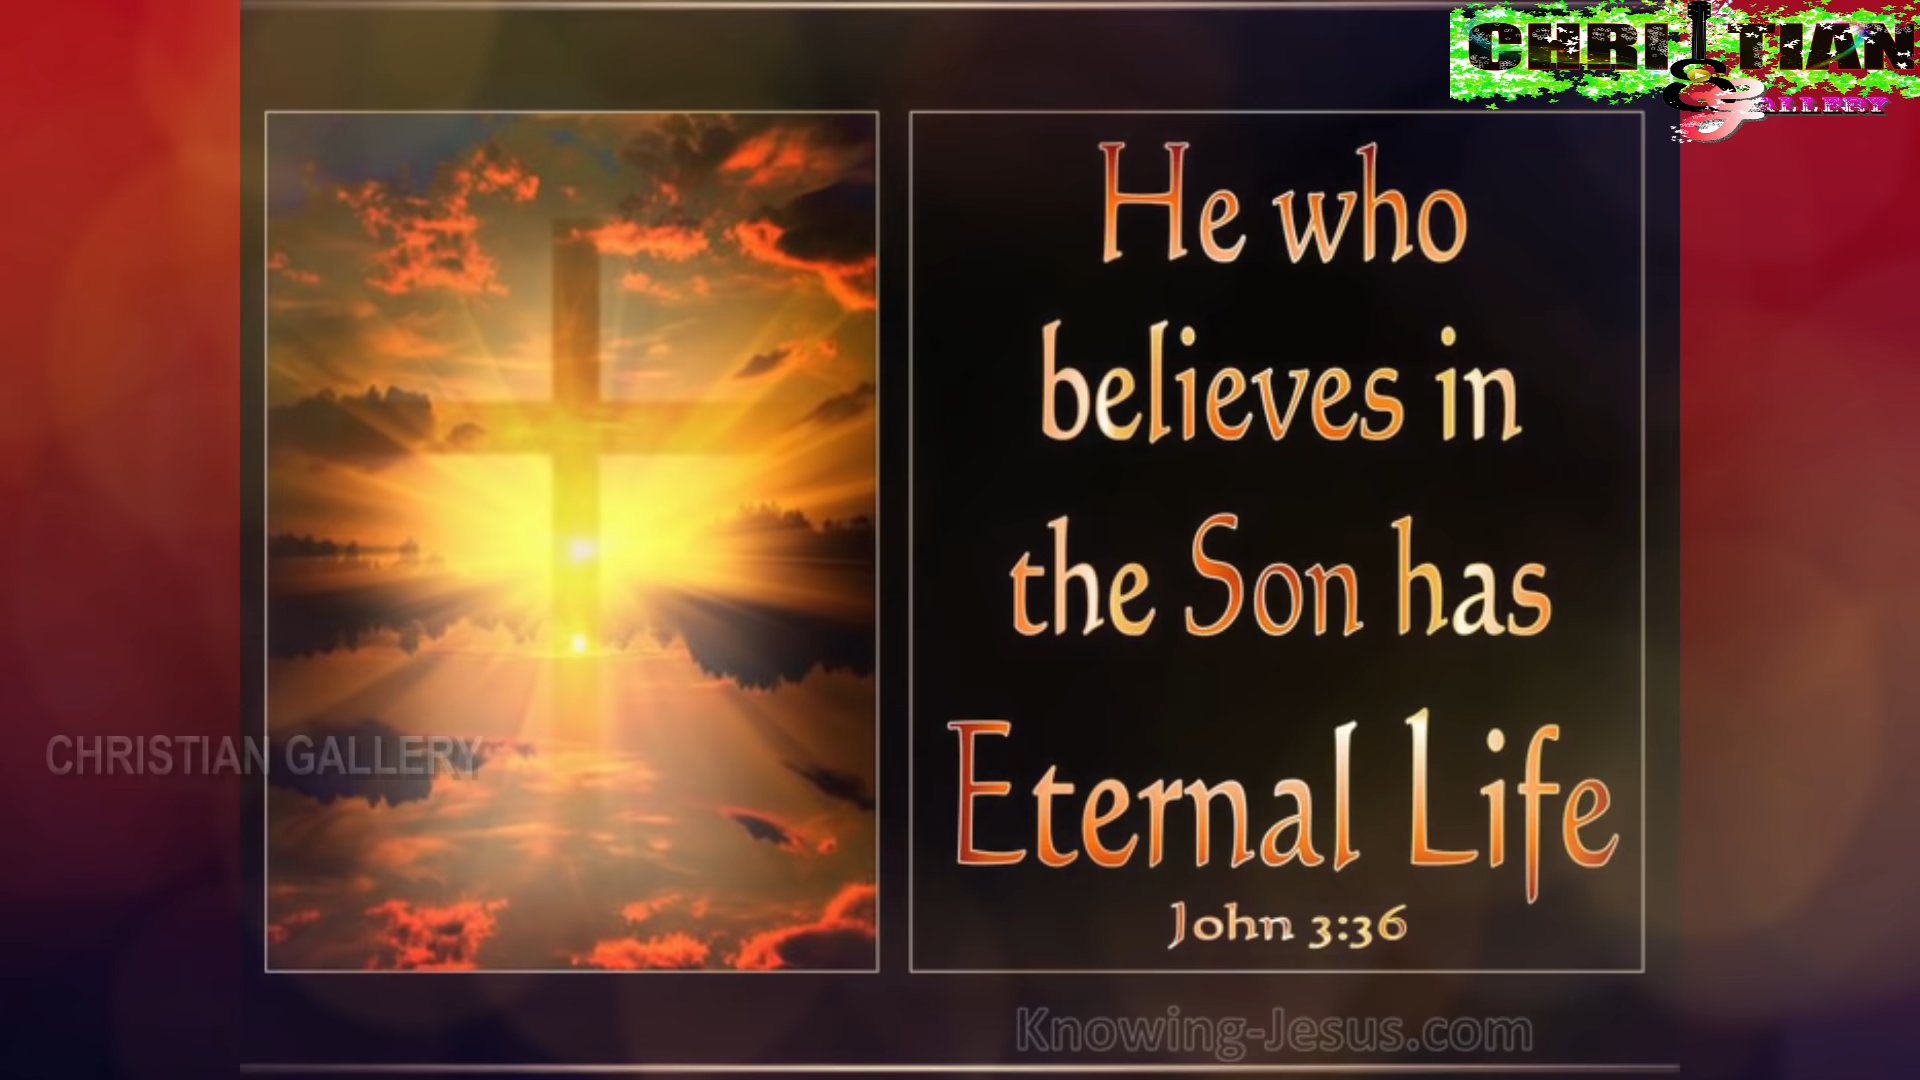 CHRISTIAN
GALLERY
He who
believes in
the Son has
Eternal Life
John 3:36
CHRISTIAN GALLERY
Knowing-Jesus.com